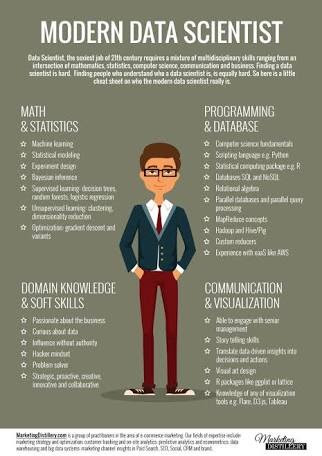 MODERN DATA SCIENTIST
Data Scientist, the sexiest job of 21th century requires a mixture of multidisciplinary skills ranging from an
intersection of mathematics, statistics, computer science, communication and business. Finding a data
scientist is hard. Finding people who understand who a data scientist is, is equally hard. So here is a little
cheat sheet on who the modern data scientist really is.
MATH
& STATISTICS
Machine learning
Statistical modeling
Experiment design
Bayesian inference
Supervised learning: decision trees,
random forests, logistic regression
Unsupervised learning: clustering,
dimensionality reduction
Optimization: gradient descent and
variants
PROGRAMMING
& DATABASE
Computer science fundamentals
Scripting language e.g. Python
Statistical computing package e.g. R
Databases SQL and NoSQL
Relational algebra
Parallel databases and parallel query
processing
MapReduce concepts
Hadoop and Hive/Pig
Custom reducers
Experience with xaaS like AWS
DOMAIN KNOWLEDGE
& SOFT SKILLS
Passionate about the business
Curious about data
Influence without authority
Hacker mindset
Problem solver
Strategic, proactive, creative,
innovative and collaborative
COMMUNICATION
& VISUALIZATION
Able to engage with senior
management
Story telling skills
Translate data-driven insights into
decisions and actions
Visual art design
R packages like ggplot or lattice
Knowledge of any of visualization
tools e.g. Flare, D3.js, Tableau
MarketingDistillery.com is a group of practitioners in the area of e-commerce marketing. Our fields of expertise include:
marketing strategy and optimization: customer tracking and on-site analytics: predictive analytics and econometrics: data
warehousing and big data systems: marketing channel insights in Paid Search, SEO, Social, CRM and brand.
Marketing
DISTILLERY